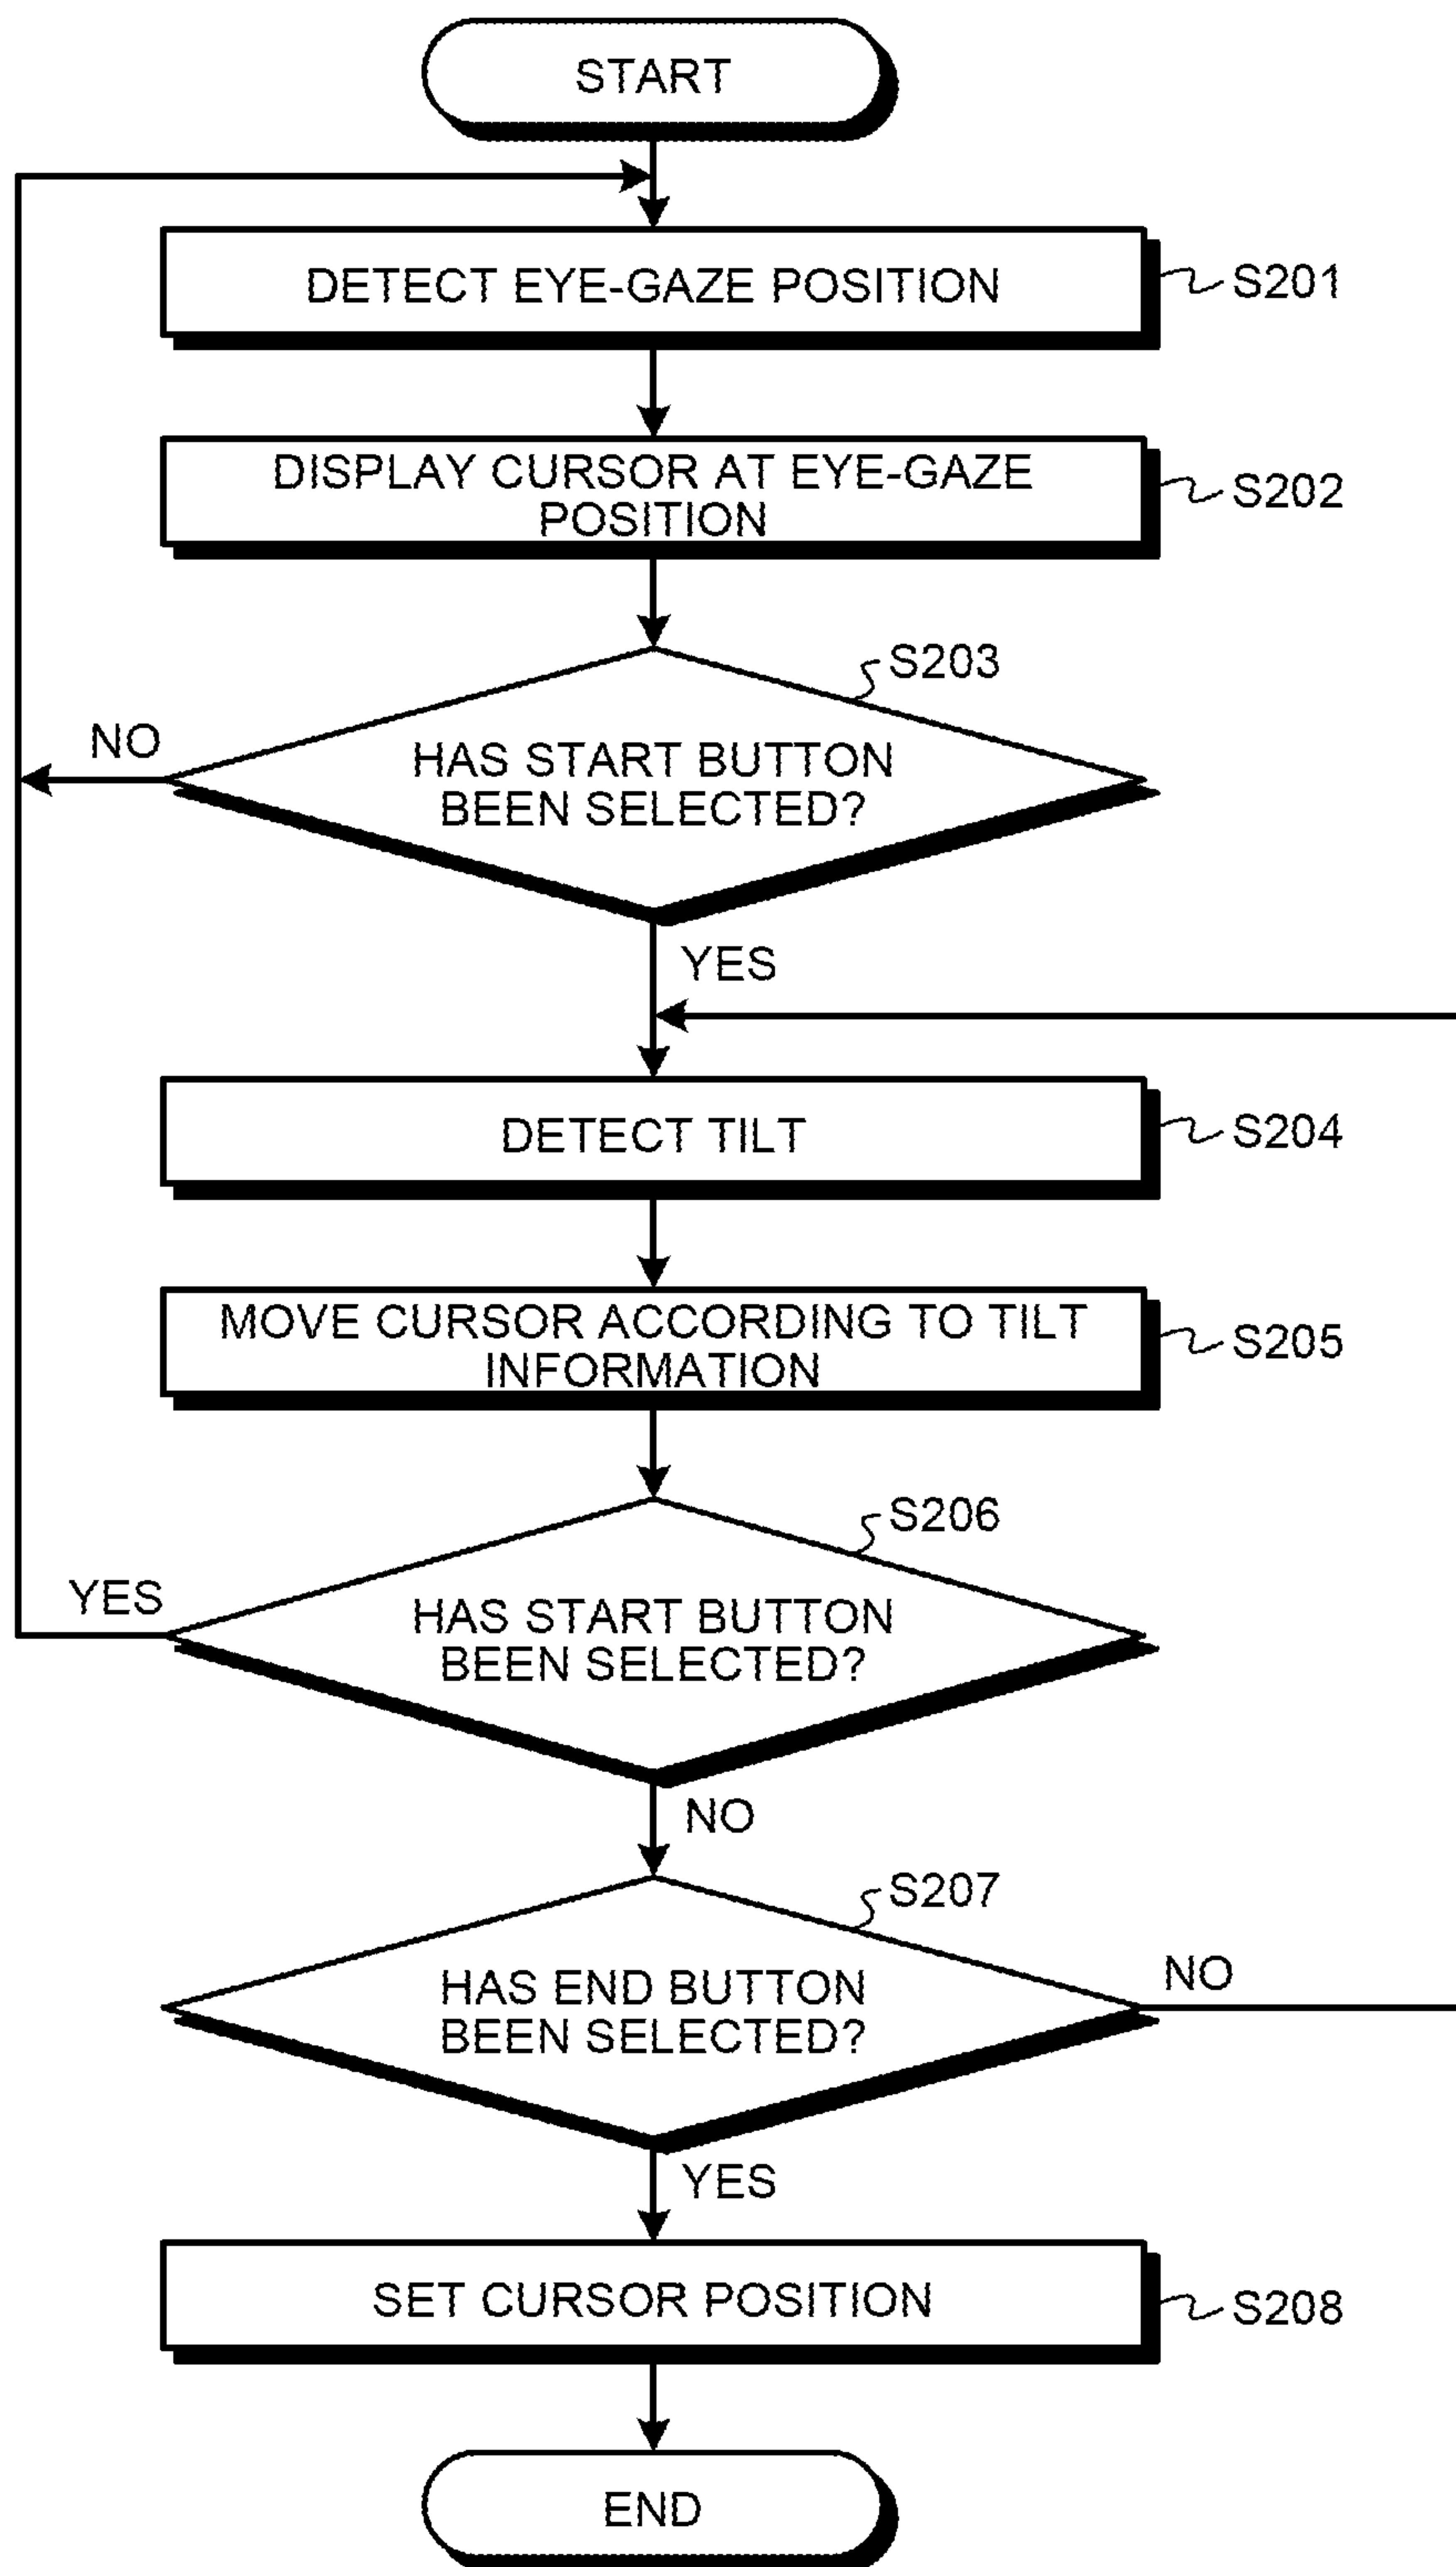 START
DETECT EYE-GAZE POSITION
S201
DISPLAY CURSOR AT EYE-GAZE
POSITION
S202
S203
NO
HAS START BUTTON
BEEN SELECTED?
YES
DETECT TILT
S204
MOVE CURSOR ACCORDING TO TILT
INFORMATION
S205
S206
YES
HAS START BUTTON
BEEN SELECTED?
NO
S207
HAS END BUTTON
BEEN SELECTED?
NO
YES
SET CURSOR POSITION
S208
END